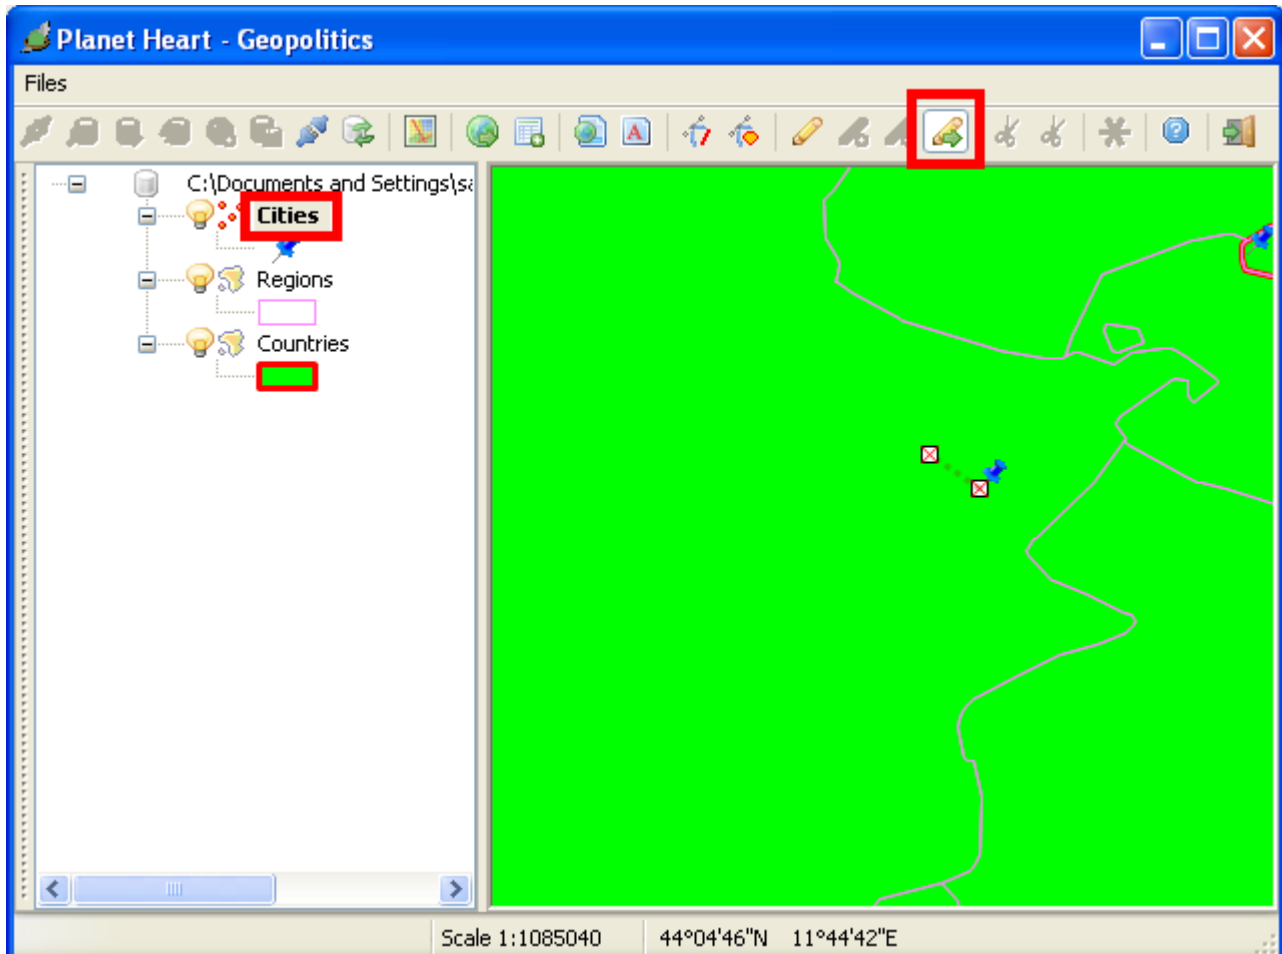 Planet Heart - Geopolitics
Files
C:\Documents and Settings\sa
Cities
Regions
Countries
Scale 1:1085040 44°04'46"N 11°44'42"E